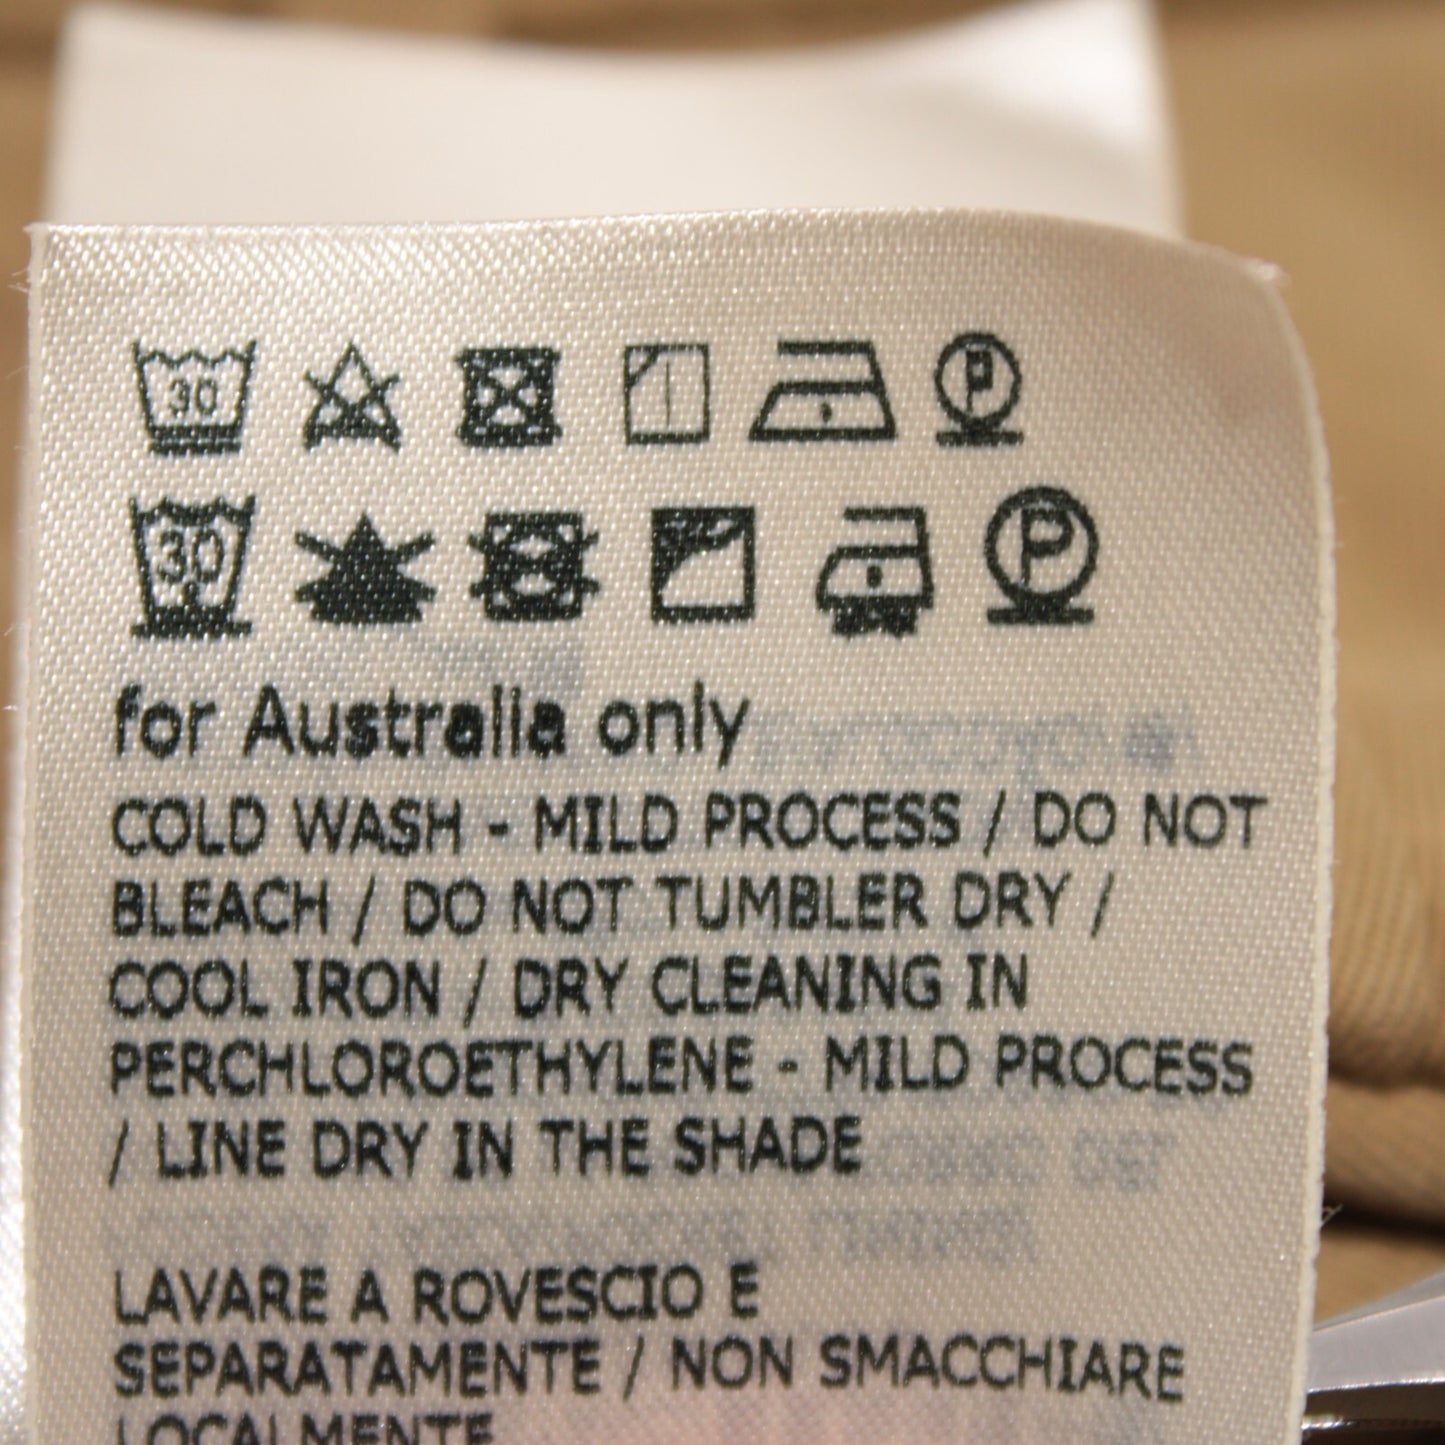 30 P
30 P
for Australia only
COLD WASH - MILD PROCESS / DO NOT
BLEACH / DO NOT TUMBLER DRY /
COOL IRON / DRY CLEANING IN
PERCHLOROETHYLENE - MILD PROCESS
/ LINE DRY IN THE SHADE
LAVARE A ROVESCIO E
SEPARATAMENTE / NON SMACCHIARE
LOCALMENTE